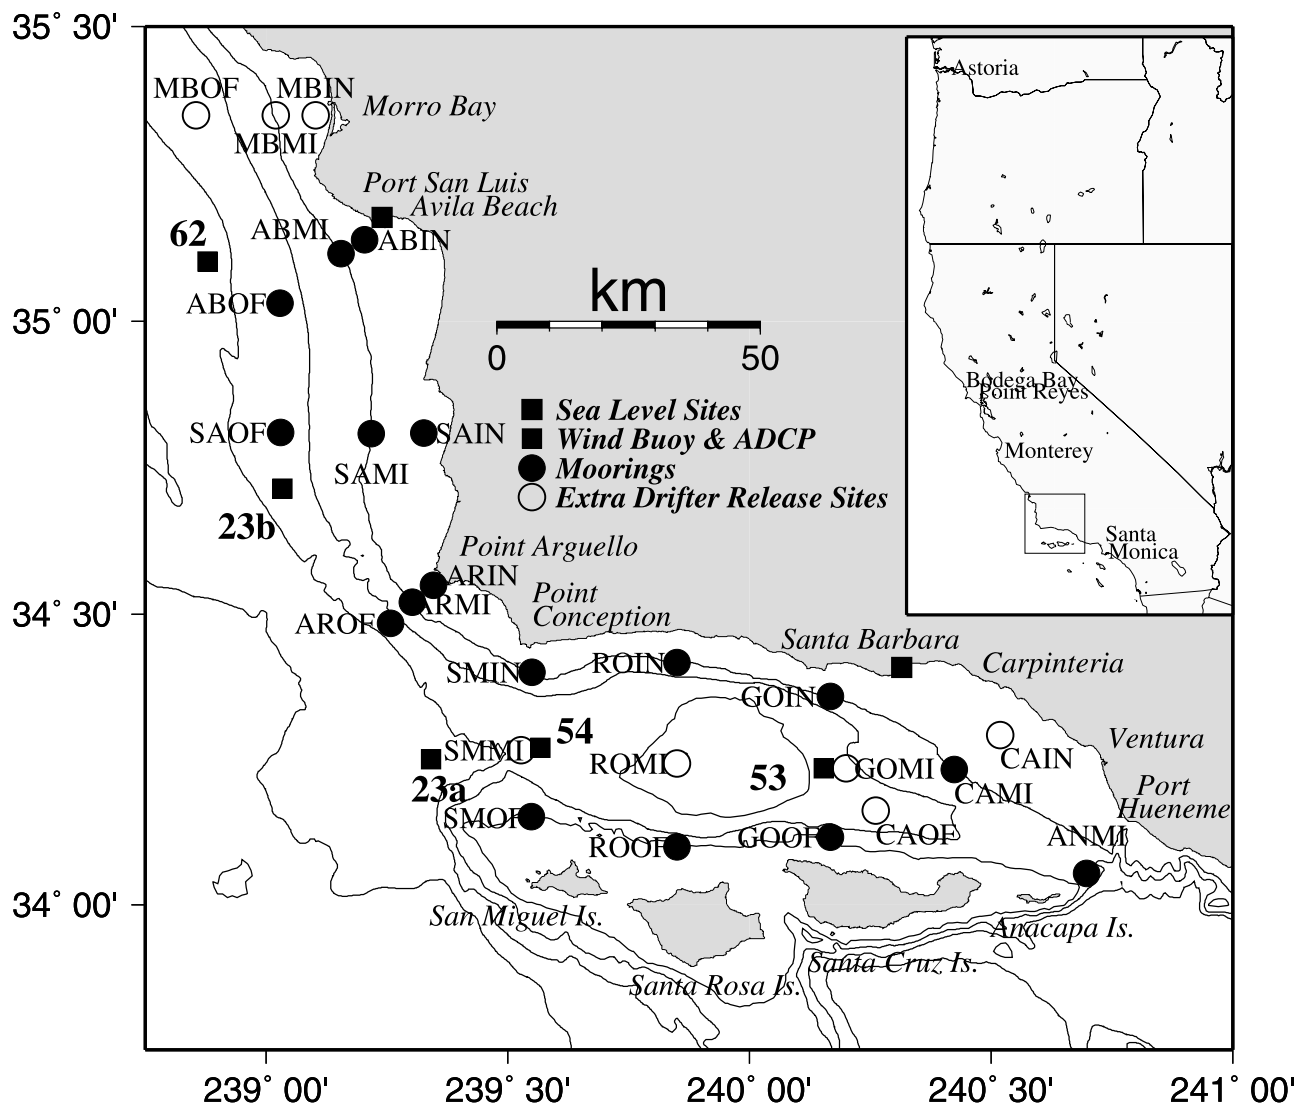 35° 30'
MBOF
MBIN
Morro Bay
MBMI
Astoria
Port San Luis
Avila Beach
62
ABMI
ABIN
km
ABOF
35° 00'
0
50
Bodega Bay
Point Reyes
Sea Level Sites
Wind Buoy & ADCP
SAOF
SAIN
Monterey
SAMI
Moorings
Extra Drifter Release Sites
23b
Santa
Monica
Point Arguello
ARIN
Point
Conception
ARMI
34° 30'
AROF
Santa Barbara
Carpinteria
SMIN
ROIN
GOIN
54
Ventura
SMMI
ROMI
53
GOMI
CAIN
23a
CAMI
Port
Hueneme
SMOF
ROOF
GOOF
CAOF
ANMI
34° 00'
San Miguel Is.
Anacapa Is.
Santa Cruz Is.
Santa Rosa Is.
239° 00'
239° 30'
240° 00'
240° 30'
241° 00'